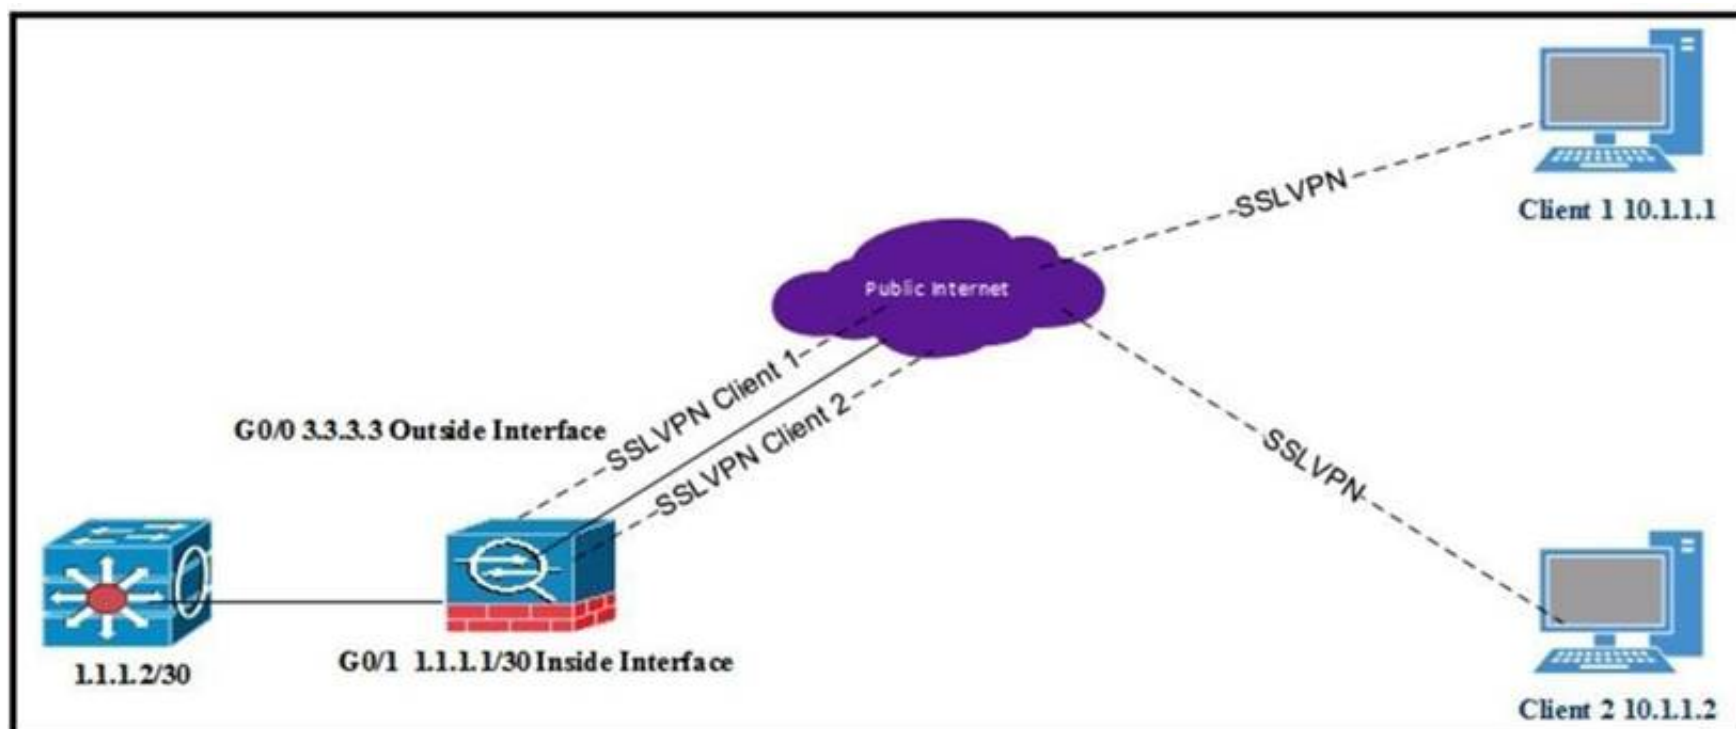 SSLVPN
Client 1 10.1.1.1
Public Internet
SSLVPN Client 1
G0/0 3.3.3.3 Outside Interface
SSLVPN Client 2
SSLVPN
1.1.1.2/30
G0/1 1.1.1.1/30 Inside Interface
Client 2 10.1.1.2